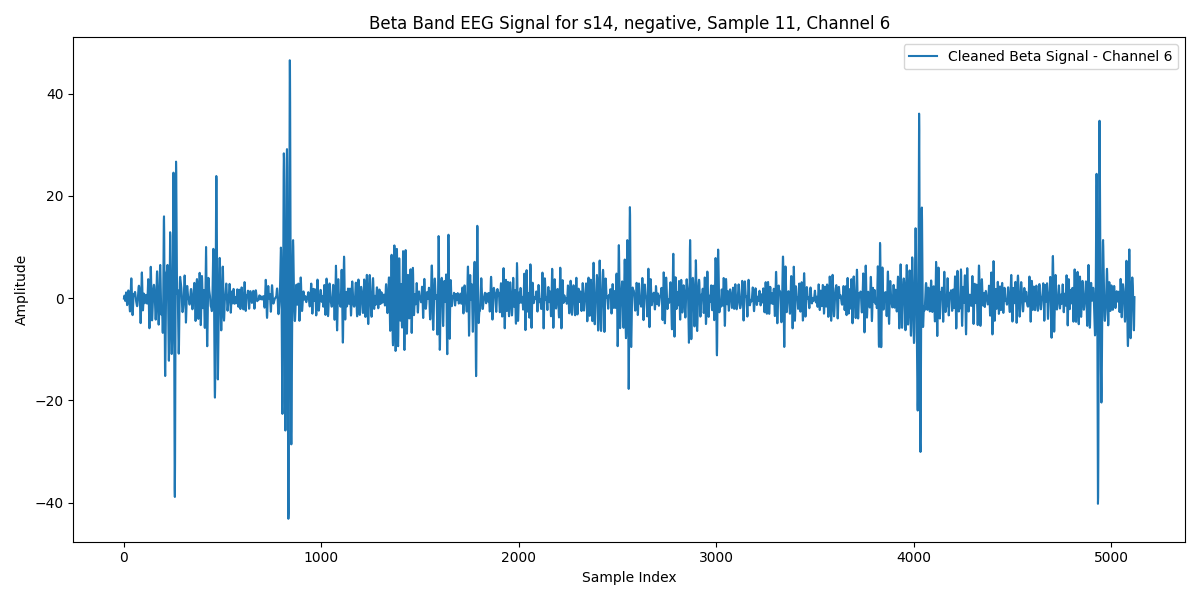 Beta Band EEG Signal for s14, negative, Sample 11, Channel 6
Cleaned Beta Signal - Channel 6
Amplitude
40
20
0
−20
−40
0 1000 2000 3000 4000 5000
Sample Index